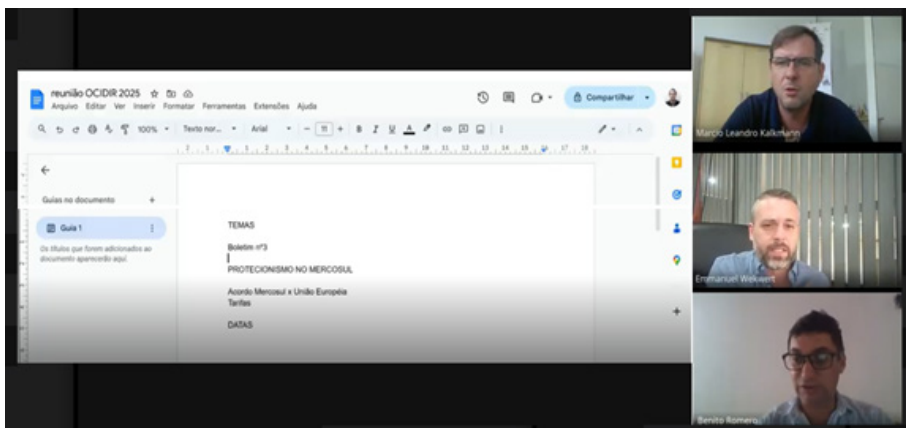 reunião OCIDIR 2025
Arquivo Editar Ver Inserir Formatar Ferramentas Extensões Ajuda
Compartilhar
100% Texto nor... Arial 11 B I U A
Guias no documento
Guia 1
Os títulos que forem adicionados ao
documento aparecerão aqui.
TEMAS
Boletim nº3
PROTECIONISMO NO MERCOSUL
Acordo Mercosul x União Européia
Tarifas
DATAS
Marcio Leandro Kalkmann
Emmanuel Wekwert
Benito Romero